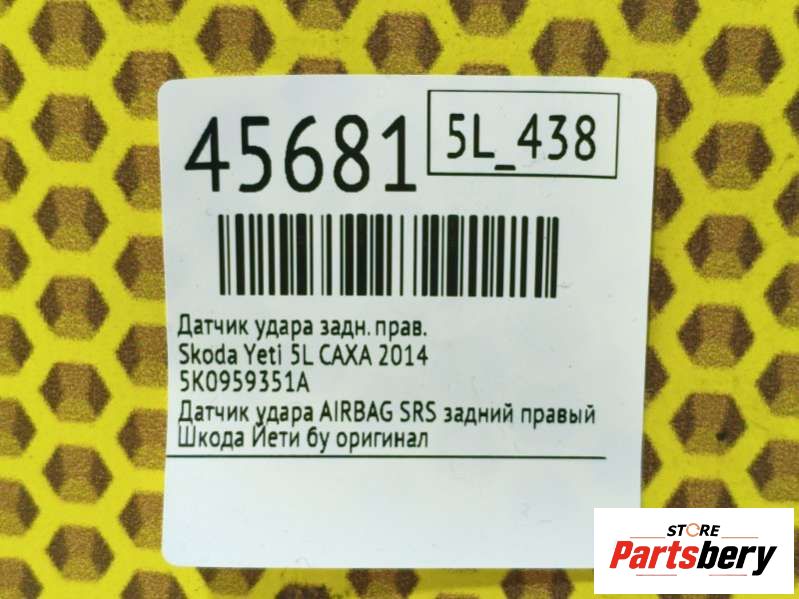 45681
5L_438
Датчик удара задн. прав.
Skoda Yeti 5L CAXA 2014
5K0959351A
Датчик удара AIRBAG SRS задний правый
Шкода Йети бу оригинал
STORE
Partsbery